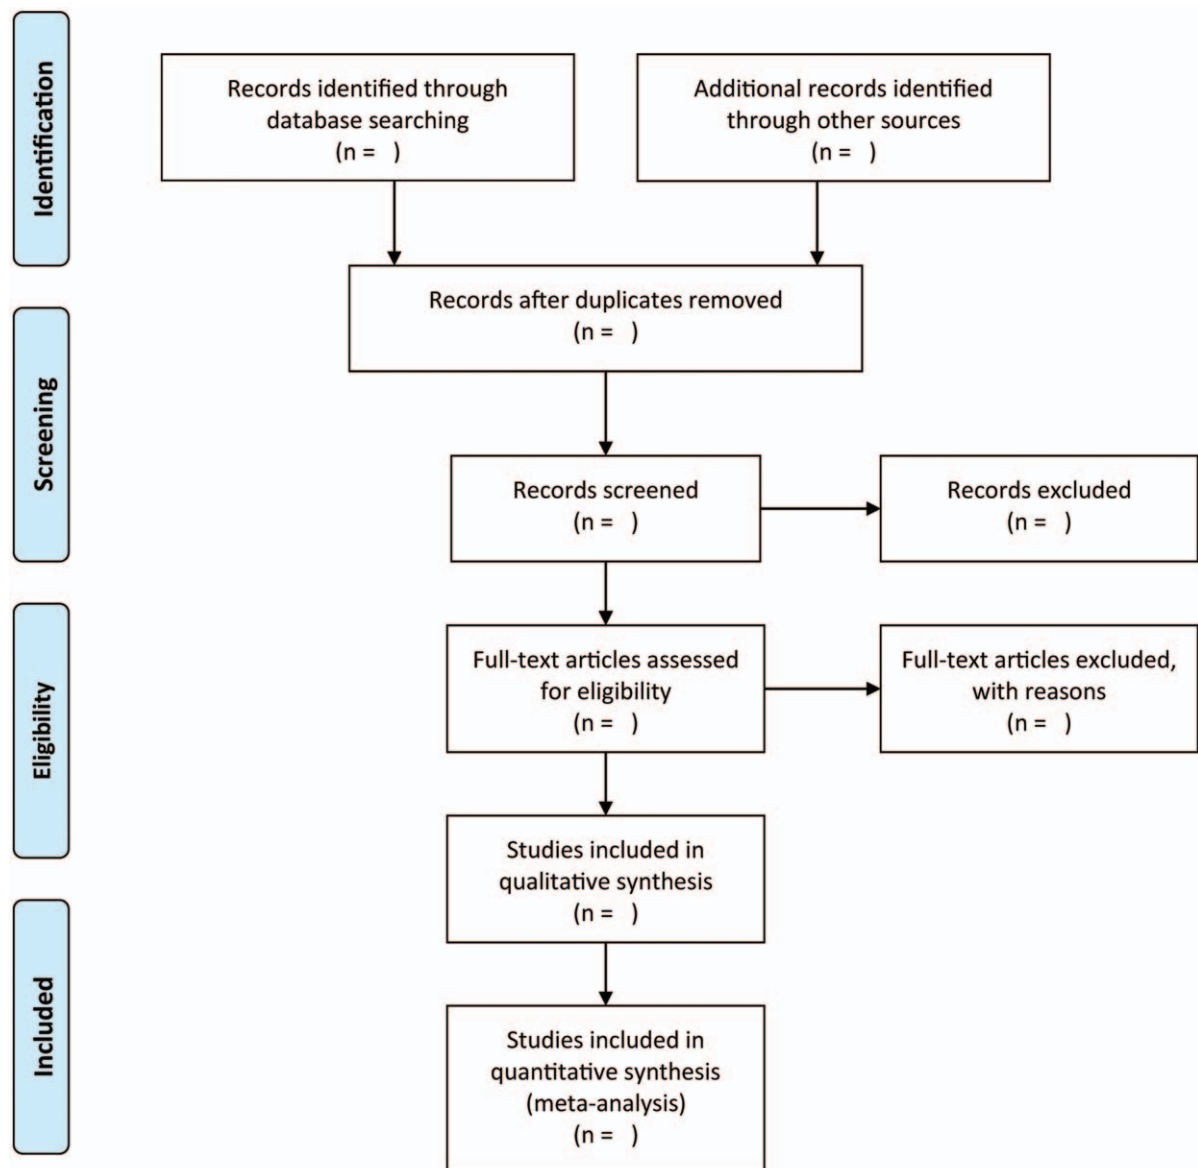 Identification
Records identified through
database searching
(n =   )
Additional records identified
through other sources
(n =   )
Records after duplicates removed
(n =   )
Screening
Records screened
(n =   )
Records excluded
(n =   )
Eligibility
Full-text articles assessed
for eligibility
(n =   )
Full-text articles excluded,
with reasons
(n =   )
Studies included in
qualitative synthesis
(n =   )
Included
Studies included in
quantitative synthesis
(meta-analysis)
(n =   )